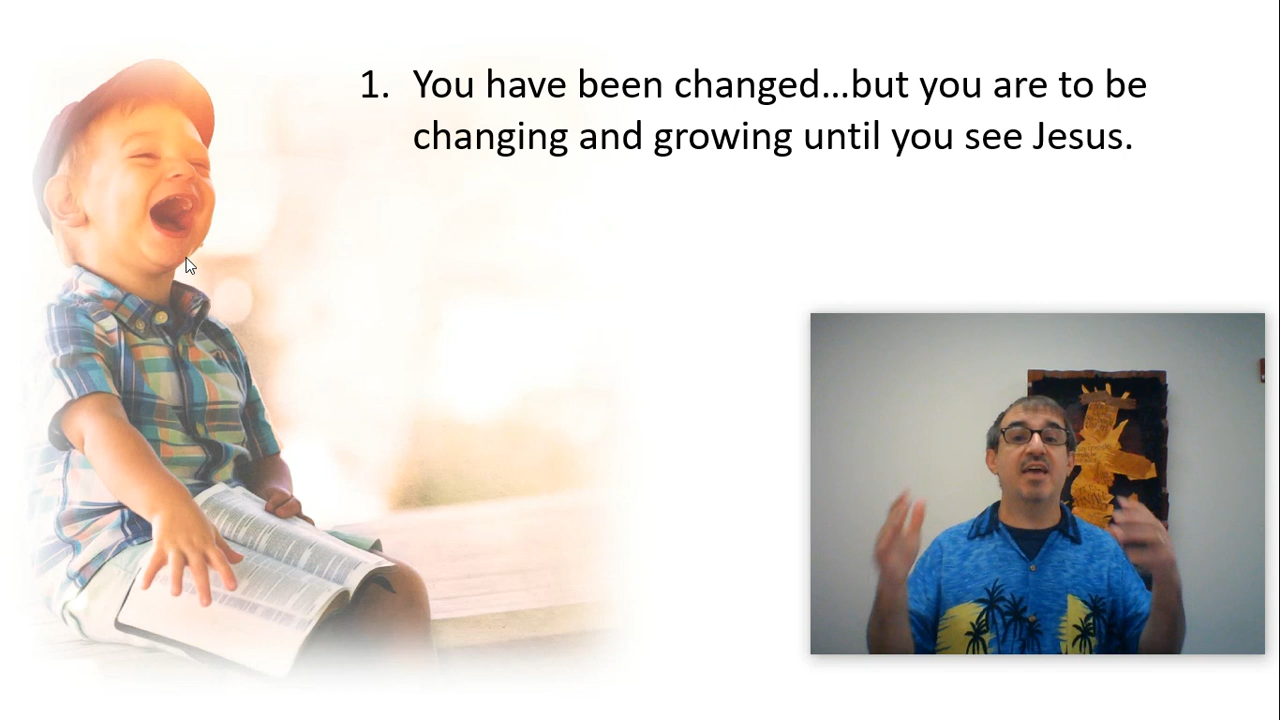 1. You have been changed...but you are to be
changing and growing until you see Jesus.